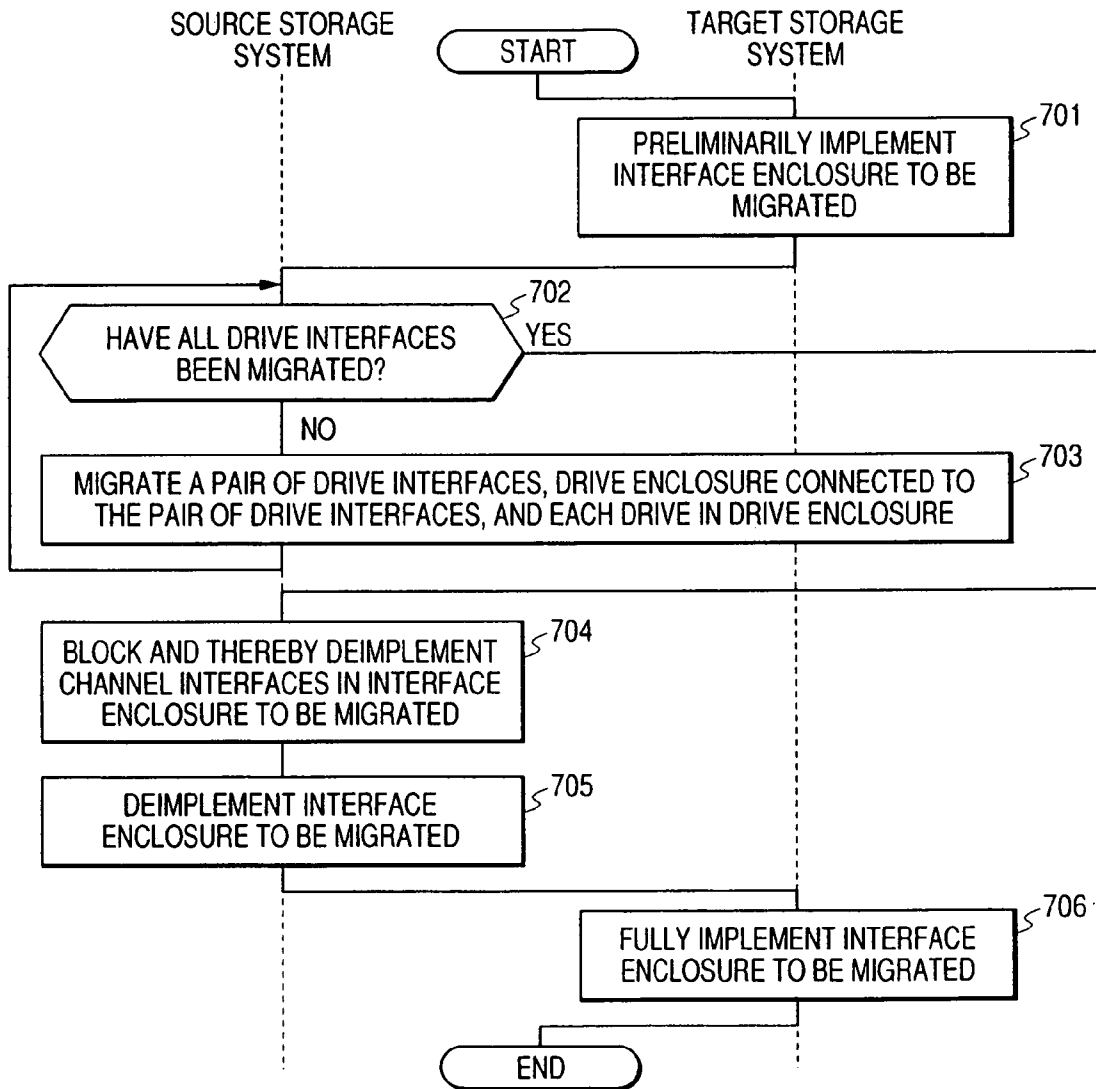 SOURCE STORAGE
SYSTEM
START
TARGET STORAGE
SYSTEM
701
PRELIMINARILY IMPLEMENT
INTERFACE ENCLOSURE TO BE
MIGRATED
702
HAVE ALL DRIVE INTERFACES
BEEN MIGRATED?
YES
NO
703
MIGRATE A PAIR OF DRIVE INTERFACES, DRIVE ENCLOSURE CONNECTED TO
THE PAIR OF DRIVE INTERFACES, AND EACH DRIVE IN DRIVE ENCLOSURE
704
BLOCK AND THEREBY DEIMPLEMENT
CHANNEL INTERFACES IN INTERFACE
ENCLOSURE TO BE MIGRATED
705
DEIMPLEMENT INTERFACE
ENCLOSURE TO BE MIGRATED
706
FULLY IMPLEMENT INTERFACE
ENCLOSURE TO BE MIGRATED
END